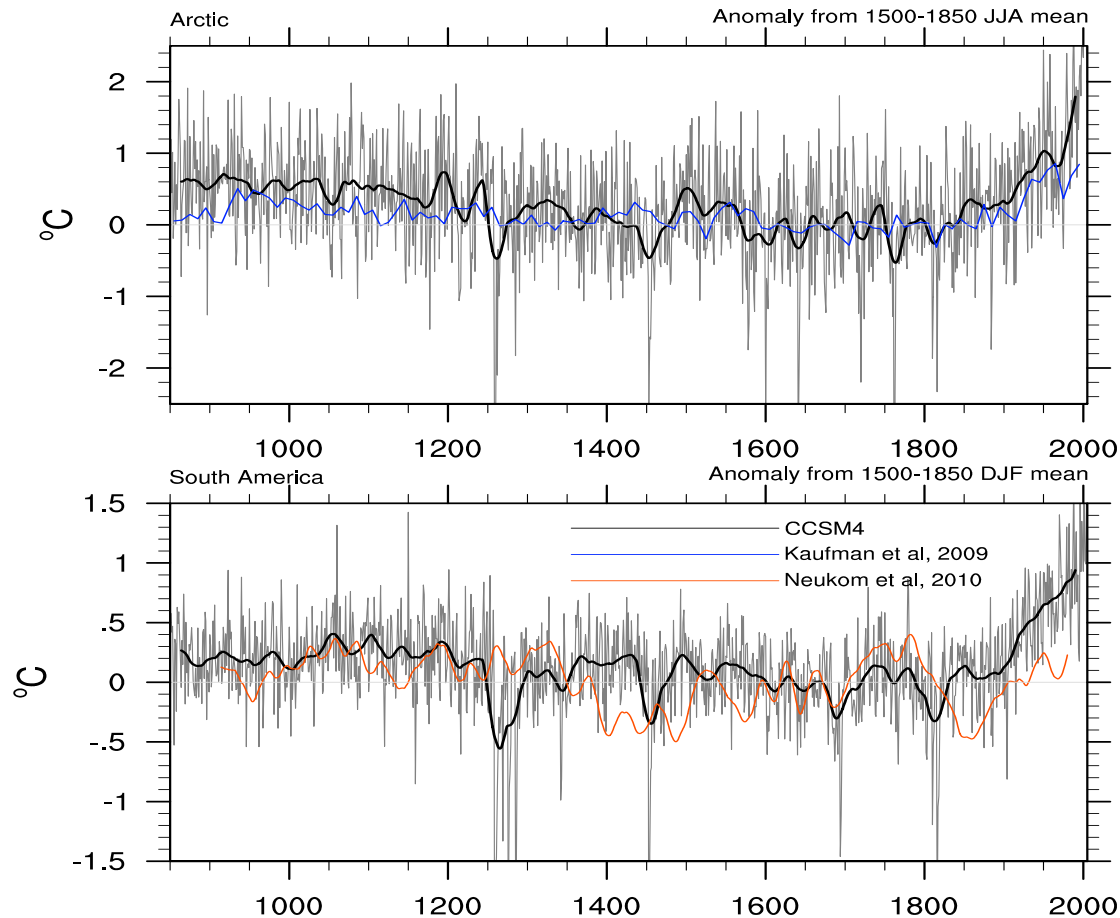 Arctic Anomaly from 1500-1850 JJA mean
2
1
0
-1
-2
°C
1000 1200 1400 1600 1800 2000
South America Anomaly from 1500-1850 DJF mean
1.5
1
.5
0
-.5
-1
-1.5
°C
CCSM4
Kaufman et al, 2009
Neukom et al, 2010
1000 1200 1400 1600 1800 2000